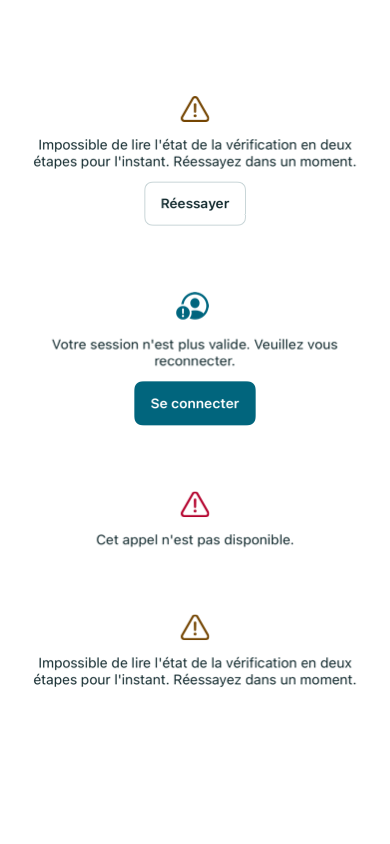 Impossible de lire l'état de la vérification en deux
étapes pour l'instant. Réessayez dans un moment.
Réessayer
Votre session n'est plus valide. Veuillez vous
reconnecter.
Se connecter
Cet appel n'est pas disponible.
Impossible de lire l'état de la vérification en deux
étapes pour l'instant. Réessayez dans un moment.